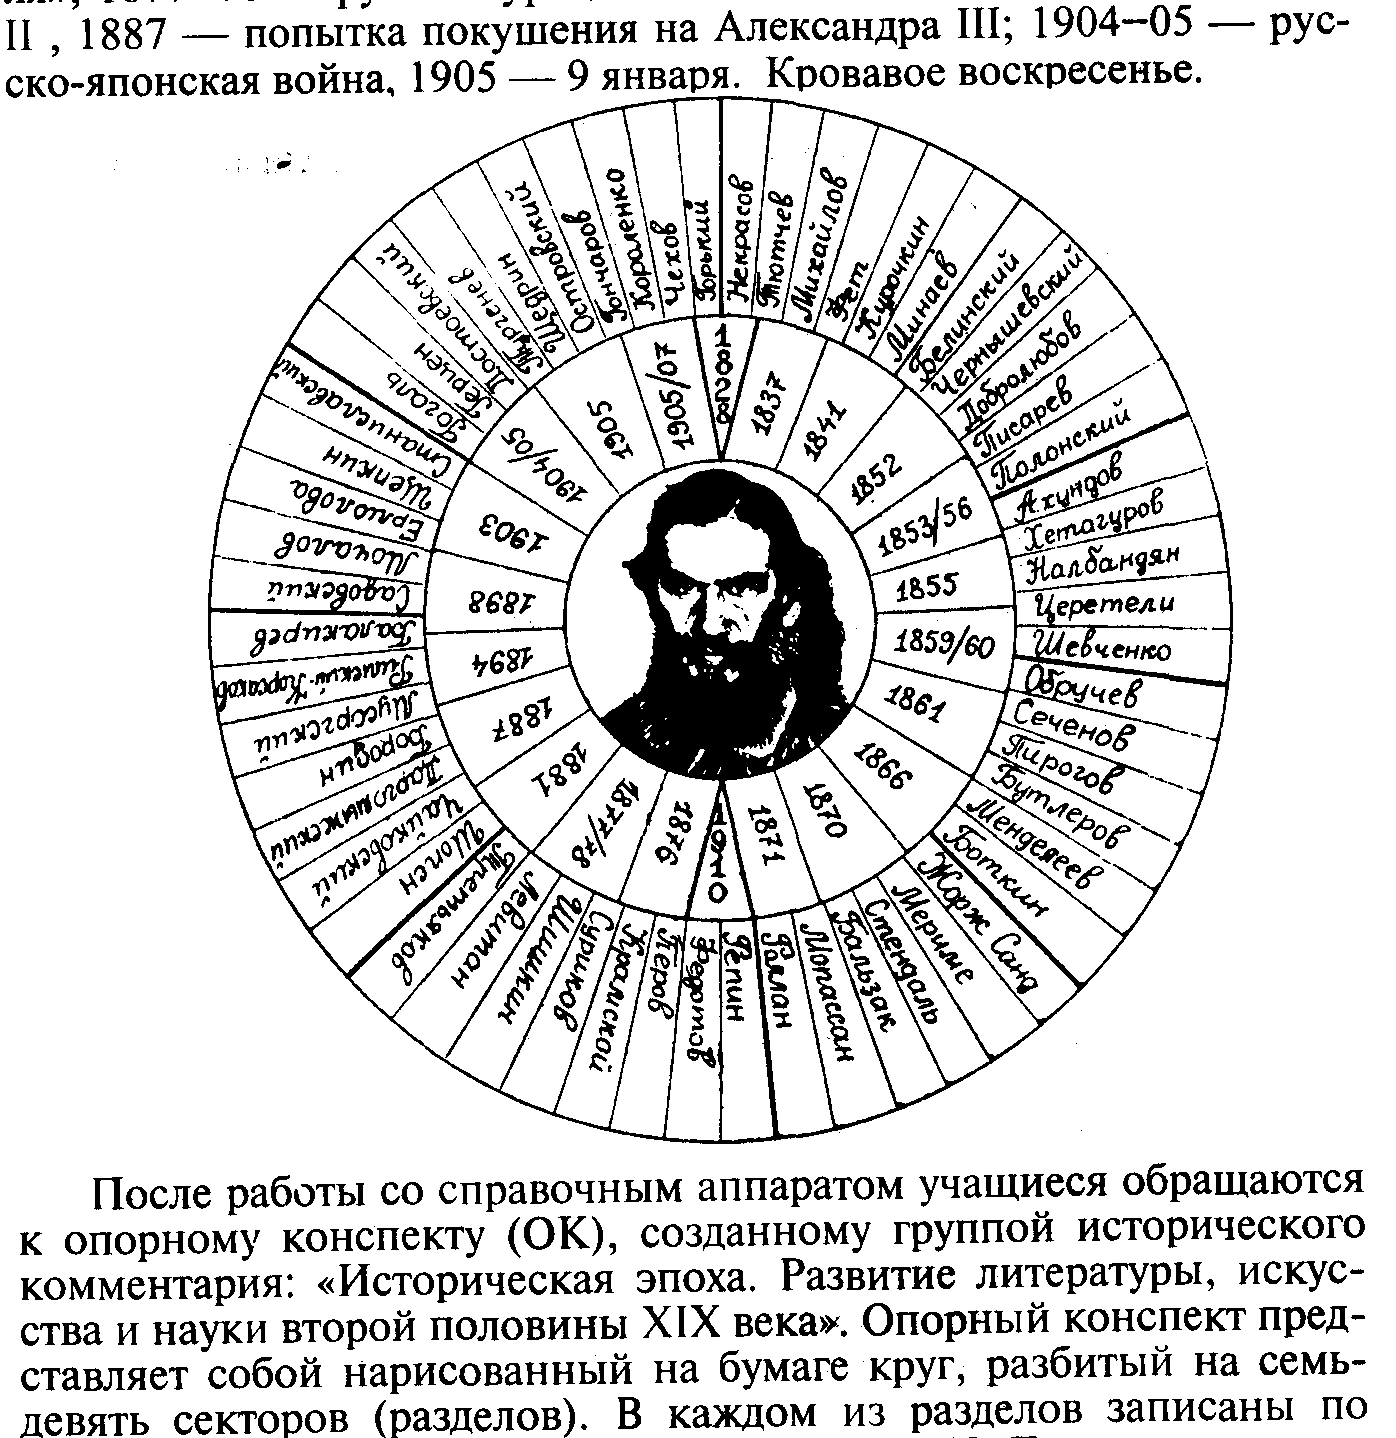 II , 1887 — попытка покушения на Александра III; 1904–05 — рус-
ско-японская война, 1905 — 9 января. Кровавое воскресенье.
Некрасов
Тютчев
Михайлов
Фет
Курочкин
Минаев
Белинский
Чернышевский
Добролюбов
Писарев
Полонский
Ахундов
Хетагуров
Налбандян
Церетели
Шевченко
Обручев
Сеченов
Пирогов
Бутлеров
Менделеев
Боткин
Жорж Санд
Мериме
Стендаль
Бальзак
Мопассан
Роллан
Репин
Федотов
Перов
Крамской
Суриков
Шишкин
Левитан
Третьяков
Шопен
Чайковский
Даргомыжский
Бородин
Мусоргский
Римский-Корсаков
Балакирев
Садовский
Мочалов
Ермолова
Щепкин
Станиславский
Гоголь
Герцен
Достоевский
Тургенев
Щедрин
Островский
Гончаров
Короленко
Чехов
Горький
1828
1837
1841
1852
1853/56
1855
1859/60
1861
1866
1870
1871
1910
1876
1877/78
1881
1887
1894
1898
1903
1904/05
1905
1905/07
После работы со справочным аппаратом учащиеся обращаются
к опорному конспекту (ОК), созданному группой исторического
комментария: «Историческая эпоха. Развитие литературы, искус-
ства и науки второй половины XIX века». Опорный конспект пред-
ставляет собой нарисованный на бумаге круг, разбитый на семь-
девять секторов (разделов). В каждом из разделов записаны по